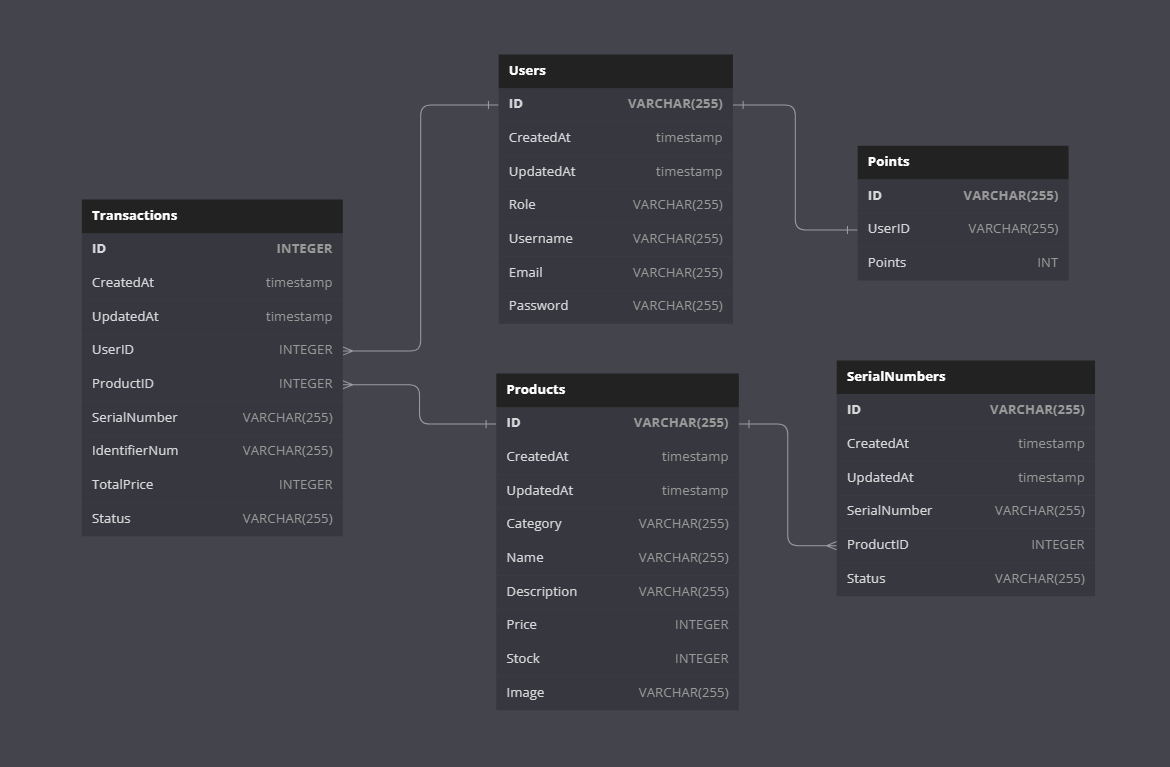 Users
ID VARCHAR(255)
CreatedAt timestamp
UpdatedAt timestamp
Role VARCHAR(255)
Username VARCHAR(255)
Email VARCHAR(255)
Password VARCHAR(255)
Points
ID VARCHAR(255)
UserID VARCHAR(255)
Points INT
Transactions
ID INTEGER
CreatedAt timestamp
UpdatedAt timestamp
UserID INTEGER
ProductID INTEGER
SerialNumber VARCHAR(255)
IdentifierNum VARCHAR(255)
TotalPrice INTEGER
Status VARCHAR(255)
Products
ID VARCHAR(255)
CreatedAt timestamp
UpdatedAt timestamp
Category VARCHAR(255)
Name VARCHAR(255)
Description VARCHAR(255)
Price INTEGER
Stock INTEGER
Image VARCHAR(255)
SerialNumbers
ID VARCHAR(255)
CreatedAt timestamp
UpdatedAt timestamp
SerialNumber VARCHAR(255)
ProductID INTEGER
Status VARCHAR(255)